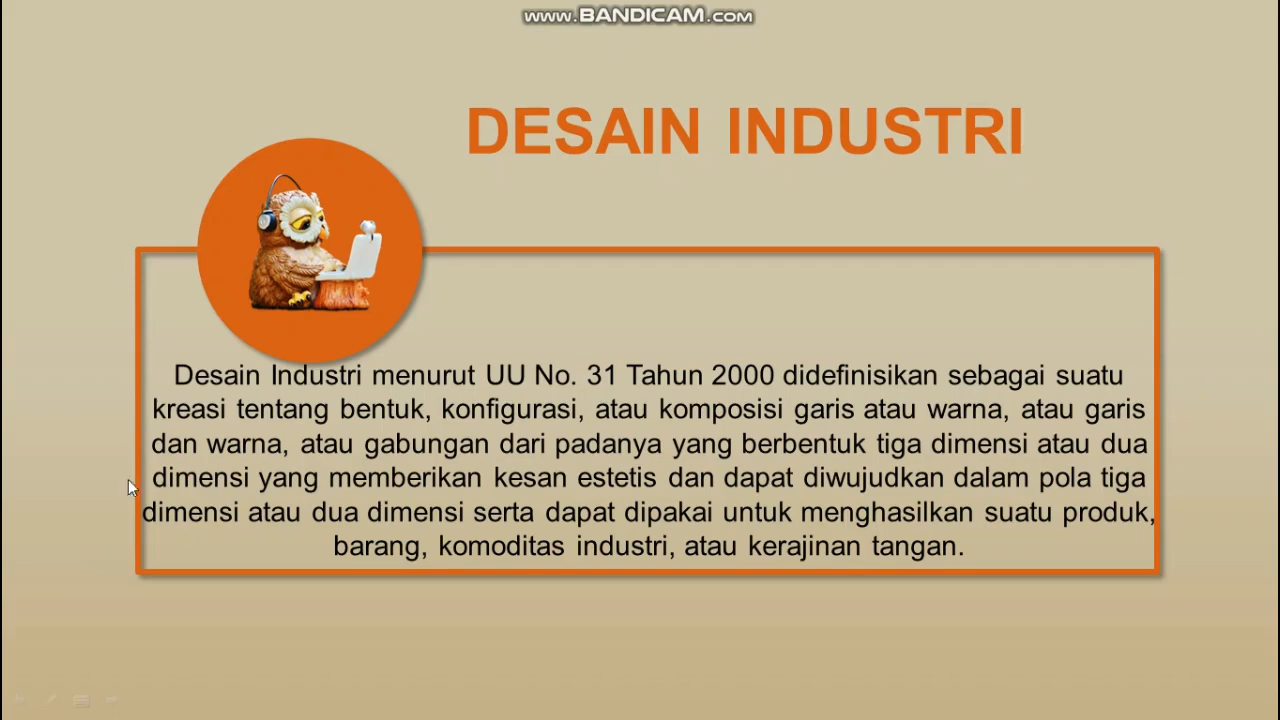 www.BANDICAM.com
DESAIN INDUSTRI
Desain Industri menurut UU No. 31 Tahun 2000 didefinisikan sebagai suatu
kreasi tentang bentuk, konfigurasi, atau komposisi garis atau warna, atau garis
dan warna, atau gabungan dari padanya yang berbentuk tiga dimensi atau dua
dimensi yang memberikan kesan estetis dan dapat diwujudkan dalam pola tiga
dimensi atau dua dimensi serta dapat dipakai untuk menghasilkan suatu produk,
barang, komoditas industri, atau kerajinan tangan.